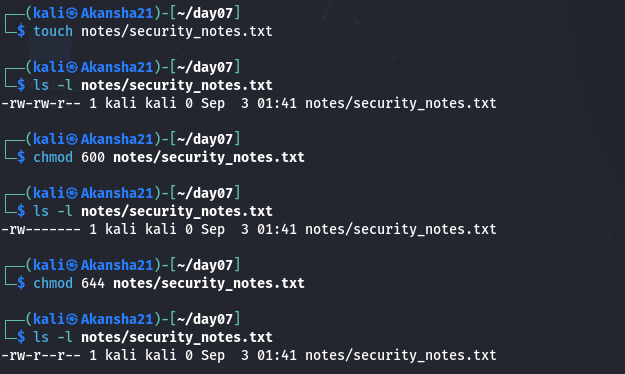 ┌──(kali㉿Akansha21)-[~/day07]
└─$ touch notes/security_notes.txt
┌──(kali㉿Akansha21)-[~/day07]
└─$ ls -l notes/security_notes.txt
-rw-rw-r-- 1 kali kali 0 Sep  3 01:41 notes/security_notes.txt
┌──(kali㉿Akansha21)-[~/day07]
└─$ chmod 600 notes/security_notes.txt
┌──(kali㉿Akansha21)-[~/day07]
└─$ ls -l notes/security_notes.txt
-rw------- 1 kali kali 0 Sep  3 01:41 notes/security_notes.txt
┌──(kali㉿Akansha21)-[~/day07]
└─$ chmod 644 notes/security_notes.txt
┌──(kali㉿Akansha21)-[~/day07]
└─$ ls -l notes/security_notes.txt
-rw-r--r-- 1 kali kali 0 Sep  3 01:41 notes/security_notes.txt